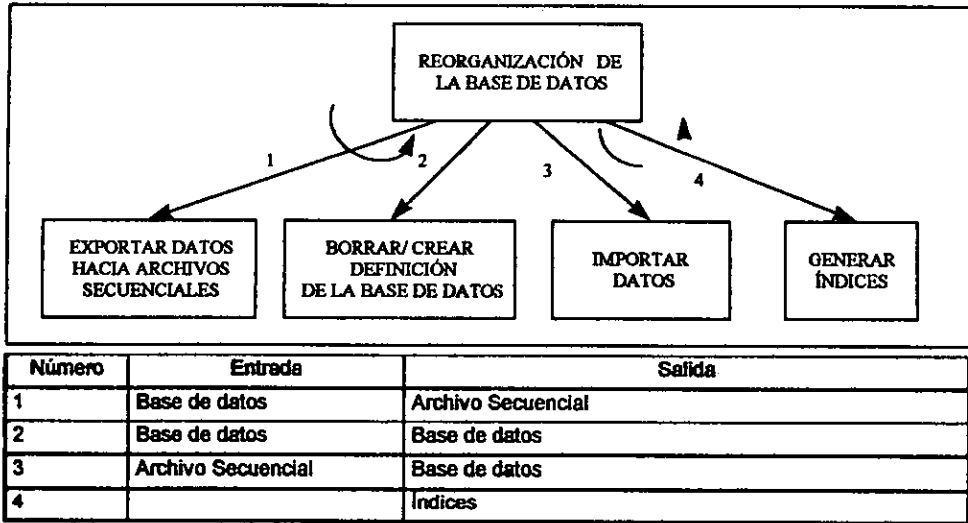 REORGANIZACIÓN DE
LA BASE DE DATOS
1
2
3
4
EXPORTAR DATOS
HACIA ARCHIVOS
SECUENCIALES
BORRAR/ CREAR
DEFINICIÓN
DE LA BASE DE DATOS
IMPORTAR
DATOS
GENERAR
ÍNDICES
Número Entrada Salida
1 Base de datos Archivo Secuencial
2 Base de datos Base de datos
3 Archivo Secuencial Base de datos
4 Índices